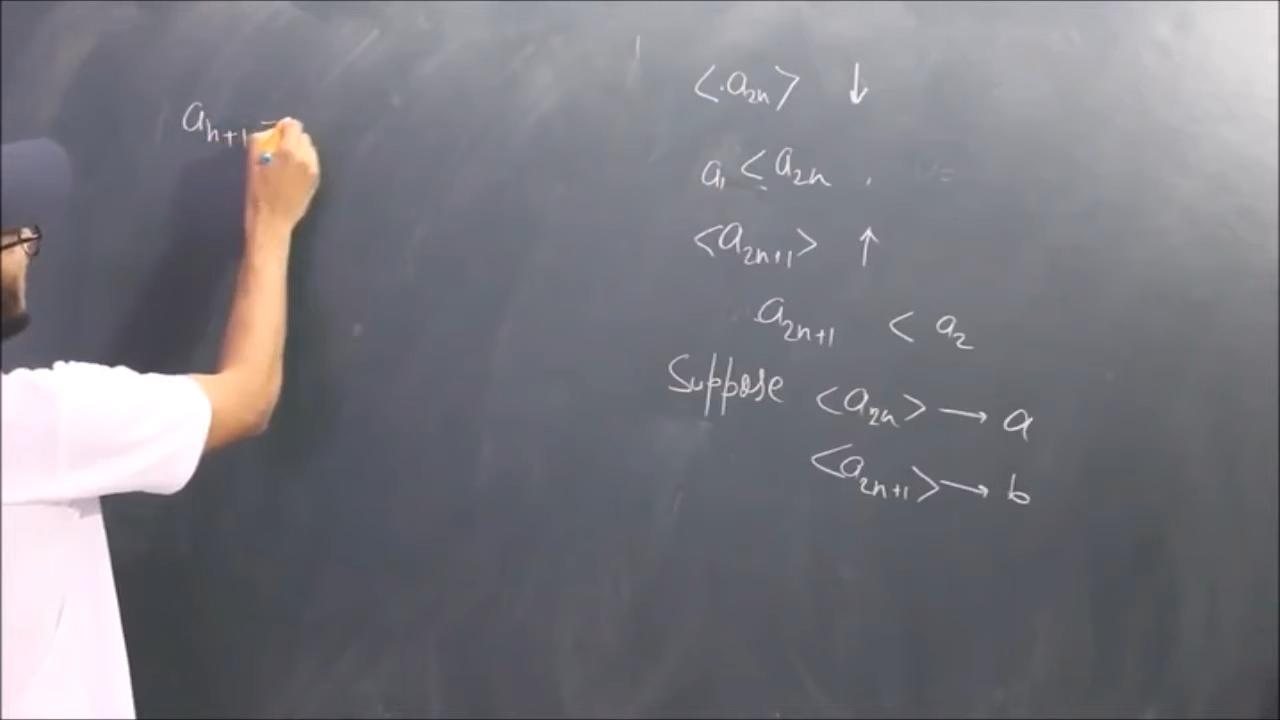 a_{n+1} =
<a_{2n}> ↓
a_1 < a_{2n} .
<a_{2n+1}> ↑
a_{2n+1} < a_2
Suppose <a_{2n}> → a
<a_{2n+1}> → b